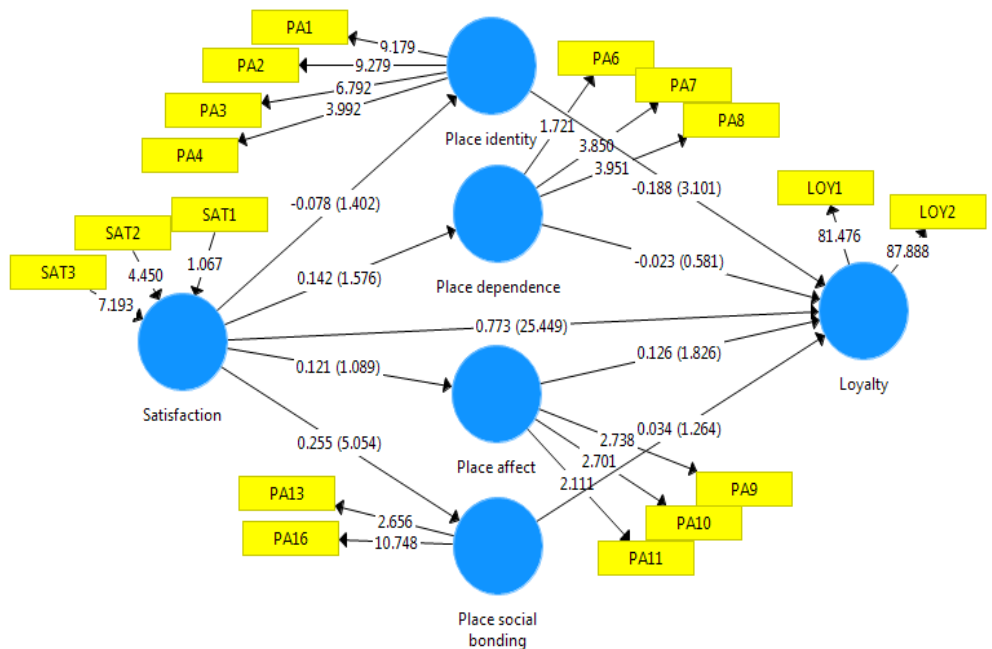 PA1
9.179
PA2
9.279
PA3
6.792
PA4
3.992
Place identity
PA6
PA7
PA8
1.721
3.850
3.951
-0.188 (3.101)
-0.078 (1.402)
SAT1
SAT2
SAT3
1.067
4.450
7.193
LOY1
LOY2
81.476
87.888
0.142 (1.576)
Place dependence
-0.023 (0.581)
0.773 (25.449)
0.121 (1.089)
0.126 (1.826)
Loyalty
Satisfaction
0.255 (5.054)
Place affect
0.034 (1.264)
2.738
2.701
2.111
PA9
PA10
PA11
PA13
2.656
PA16
10.748
Place social
bonding